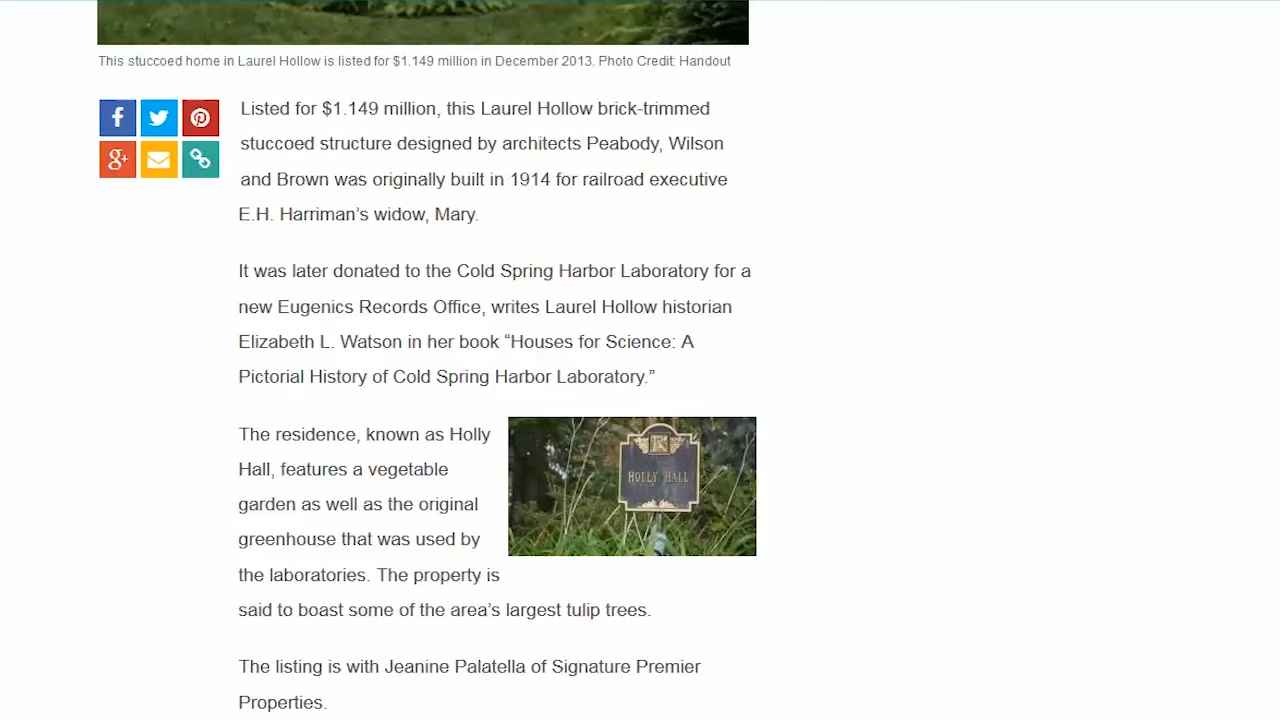 This stuccoed home in Laurel Hollow is listed for $1.149 million in December 2013. Photo Credit: Handout
Listed for $1.149 million, this Laurel Hollow brick-trimmed
stuccoed structure designed by architects Peabody, Wilson
and Brown was originally built in 1914 for railroad executive
E.H. Harriman’s widow, Mary.
It was later donated to the Cold Spring Harbor Laboratory for a
new Eugenics Records Office, writes Laurel Hollow historian
Elizabeth L. Watson in her book “Houses for Science: A
Pictorial History of Cold Spring Harbor Laboratory.”
The residence, known as Holly
Hall, features a vegetable
garden as well as the original
greenhouse that was used by
the laboratories. The property is
said to boast some of the area’s largest tulip trees.
HOLLY HALL
The listing is with Jeanine Palatella of Signature Premier
Properties.